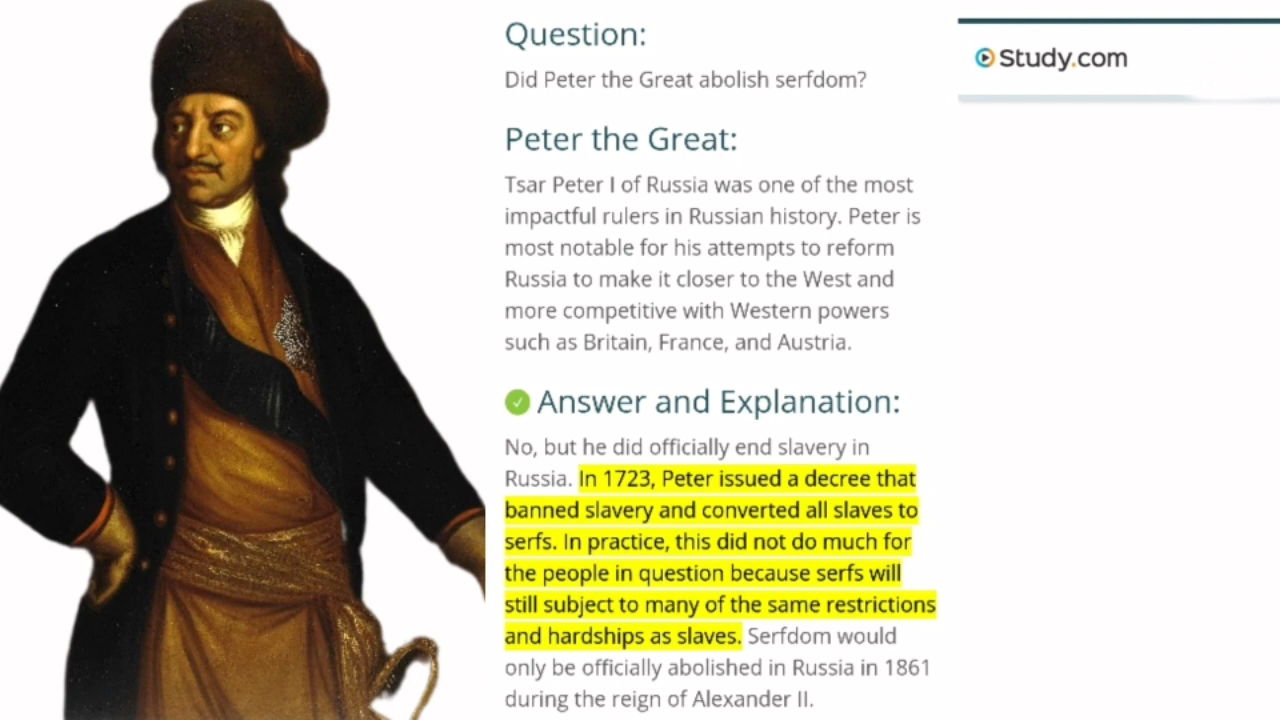 Question:
Did Peter the Great abolish serfdom?
Peter the Great:
Tsar Peter I of Russia was one of the most
impactful rulers in Russian history. Peter is
most notable for his attempts to reform
Russia to make it closer to the West and
more competitive with Western powers
such as Britain, France, and Austria.
Answer and Explanation:
No, but he did officially end slavery in
Russia. In 1723, Peter issued a decree that
banned slavery and converted all slaves to
serfs. In practice, this did not do much for
the people in question because serfs will
still subject to many of the same restrictions
and hardships as slaves. Serfdom would
only be officially abolished in Russia in 1861
during the reign of Alexander II.
Study.com